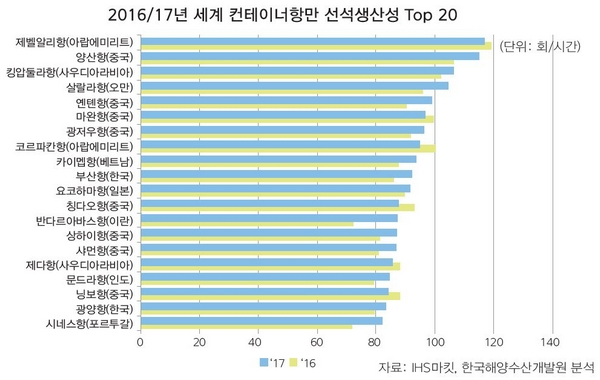 2016/17년 세계 컨테이너항만 선석생산성 Top 20
(단위: 회/시간)
제벨알리항(아랍에미리트)
양산항(중국)
킹압둘라항(사우디아라비아)
살랄라항(오만)
옌텐항(중국)
마완항(중국)
광저우항(중국)
코르파칸항(아랍에미리트)
카이멥항(베트남)
부산항(한국)
요코하마항(일본)
칭다오항(중국)
반다르아바스항(이란)
상하이항(중국)
샤먼항(중국)
제다항(사우디아라비아)
문드라항(인도)
닝보항(중국)
광양항(한국)
시네스항(포르투갈)
0 20 40 60 80 100 120 140
'17 '16
자료: IHS마킷, 한국해양수산개발원 분석